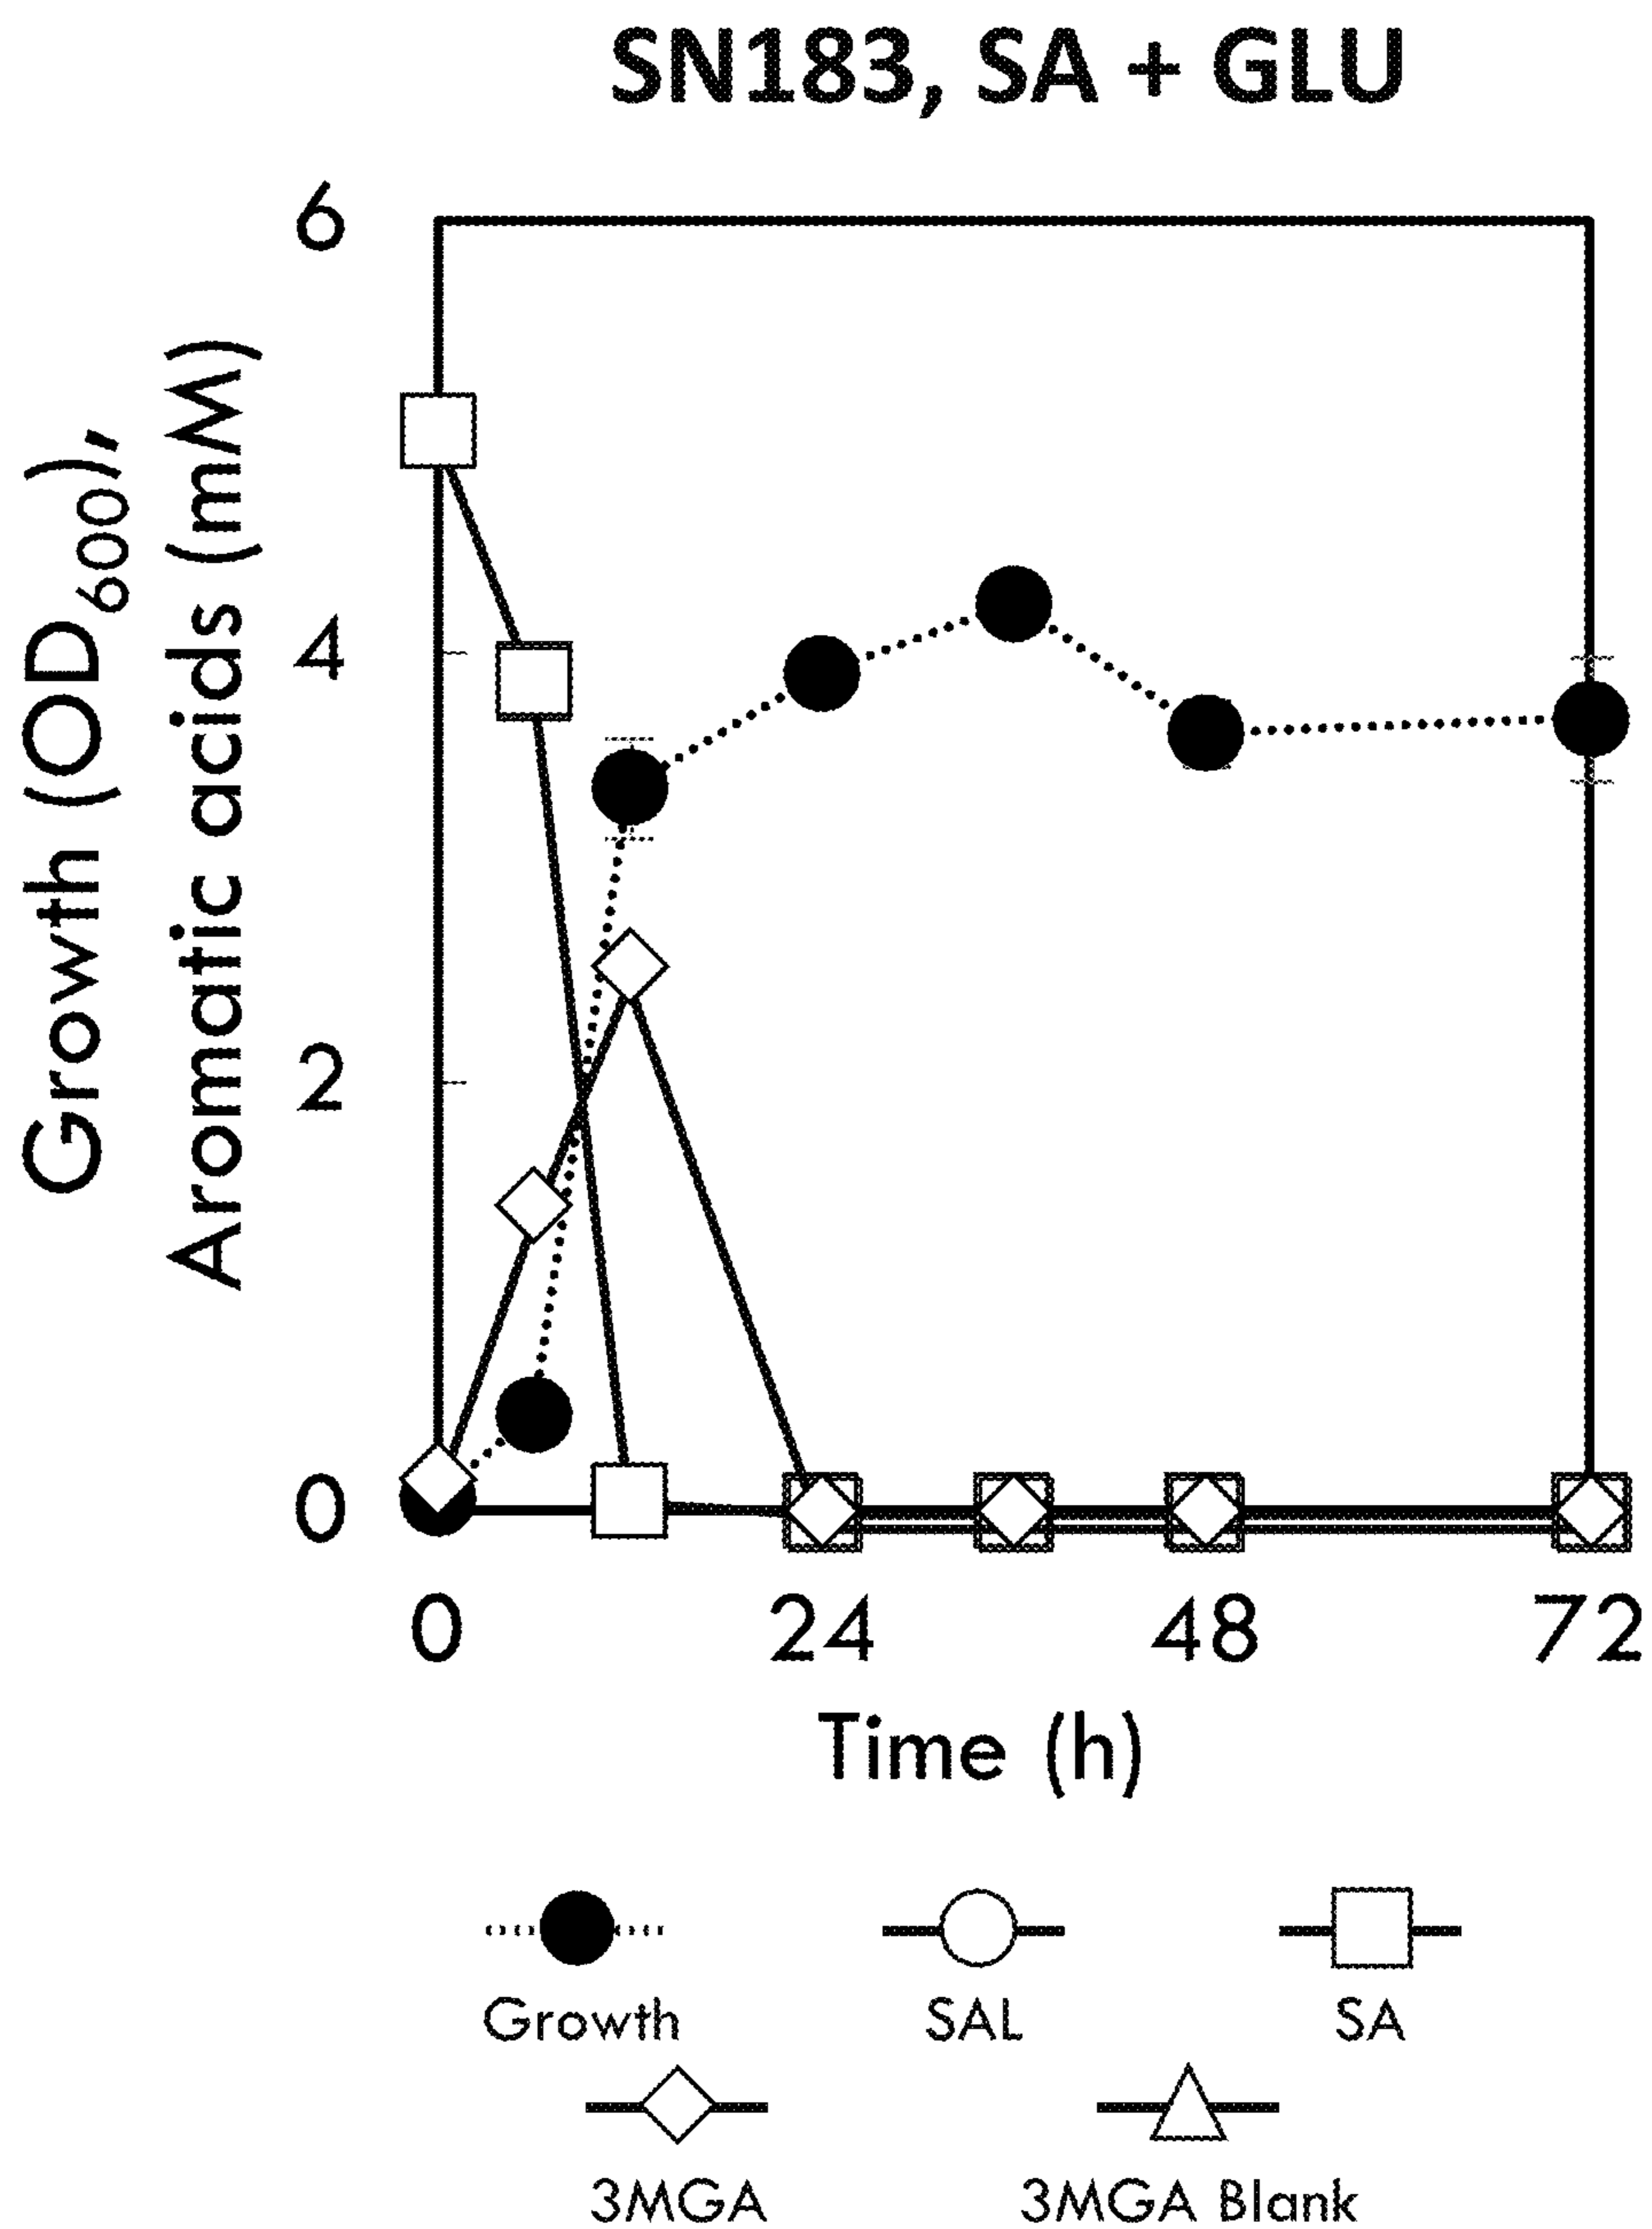 SN183, SA + GLU
Growth (OD600),
Aromatic acids (mM)
6
4
2
0
0 24 48 72
Time (h)
Growth SAL SA
3MGA 3MGA Blank